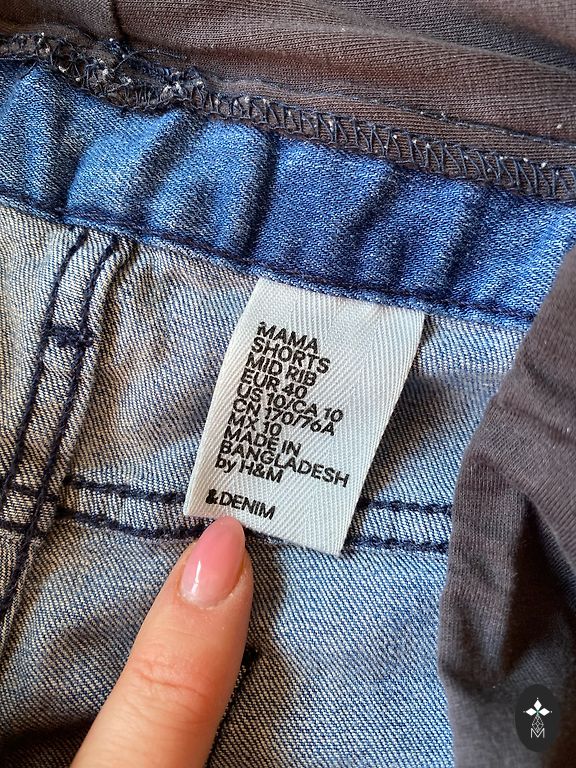 MAMA
SHORTS
MID RIB
EUR 40
US 10/CA 10
CN 170/76A
MX 10
MADE IN
BANGLADESH
by H&M
&DENIM
M